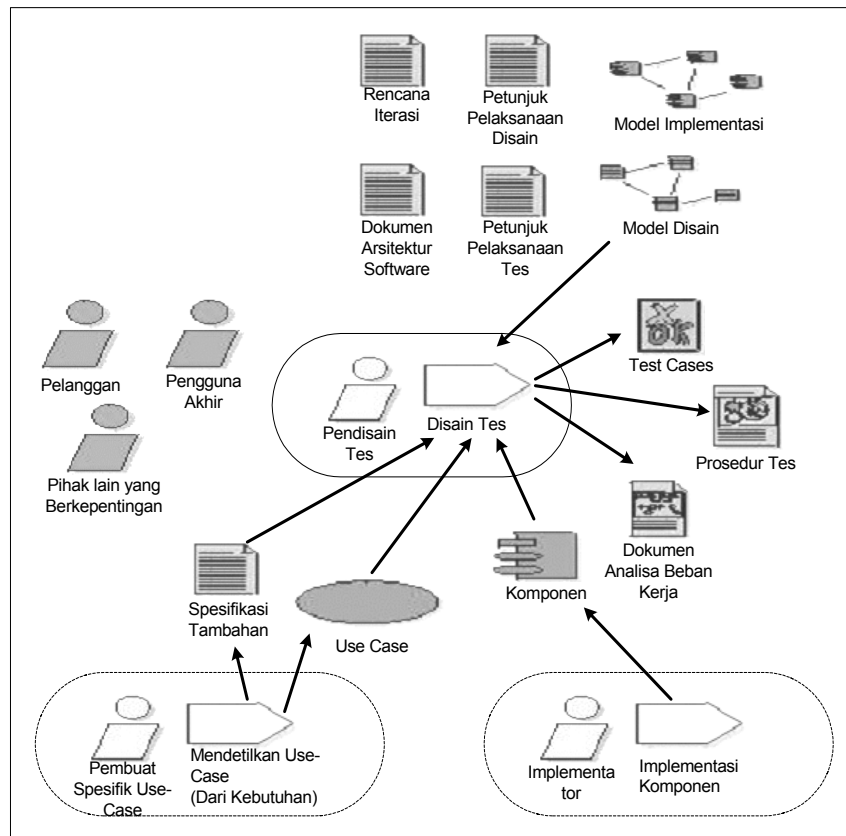 Rencana
Iterasi
Petunjuk
Pelaksanaan
Disain
Model Implementasi
Dokumen
Arsitektur
Software
Petunjuk
Pelaksanaan
Tes
Model Disain
Pelanggan
Pengguna
Akhir
Pihak lain yang
Berkepentingan
Pendisain
Tes
Disain Tes
X
OK
Test Cases
Prosedur Tes
Dokumen
Analisa Beban
Kerja
Spesifikasi
Tambahan
Use Case
Komponen
Pembuat
Spesifik Use-
Case
Mendetilkan Use-
Case
(Dari Kebutuhan)
Implementa
tor
Implementasi
Komponen